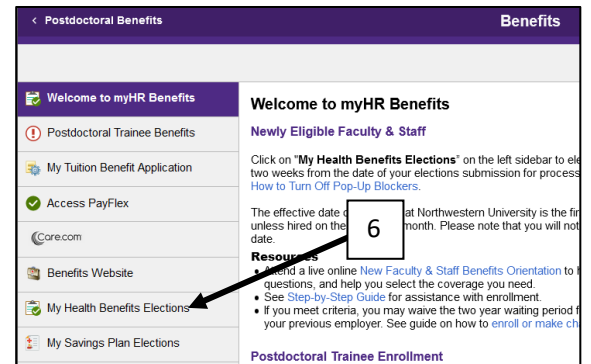 < Postdoctoral Benefits
Benefits
Welcome to myHR Benefits
Postdoctoral Trainee Benefits
My Tuition Benefit Application
Access PayFlex
Care.com
Benefits Website
My Health Benefits Elections
My Savings Plan Elections
Welcome to myHR Benefits
Newly Eligible Faculty & Staff
Click on "My Health Benefits Elections" on the left sidebar to ele
two weeks from the date of your elections submission for process
How to Turn Off Pop-Up Blockers.
The effective date at Northwestern University is the fir
unless hired on the month. Please note that you will not
date.
6
Resources
• Attend a live online New Faculty & Staff Benefits Orientation to h
questions, and help you select the coverage you need.
• See Step-by-Step Guide for assistance with enrollment.
• If you meet criteria, you may waive the two year waiting period f
your previous employer. See guide on how to enroll or make ch
Postdoctoral Trainee Enrollment